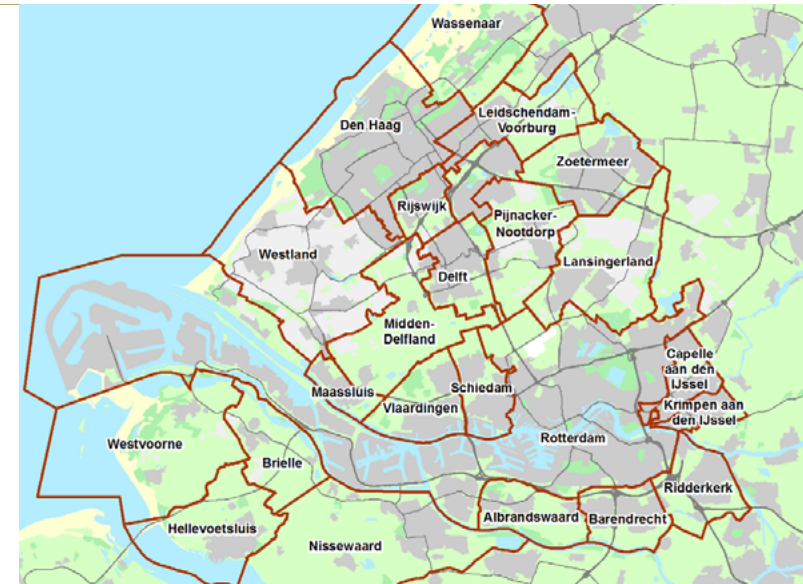 Wassenaar
Den Haag
Leidschendam-
Voorburg
Zoetermeer
Rijswijk
Pijnacker-
Nootdorp
Westland
Lansingerland
Delft
Midden-
Delfland
Capelle
aan den
IJssel
Maassluis
Schiedam
Vlaardingen
Krimpen aan
den IJssel
Rotterdam
Westvoorne
Brielle
Ridderkerk
Hellevoetsluis
Albrandswaard
Barendrecht
Nissewaard